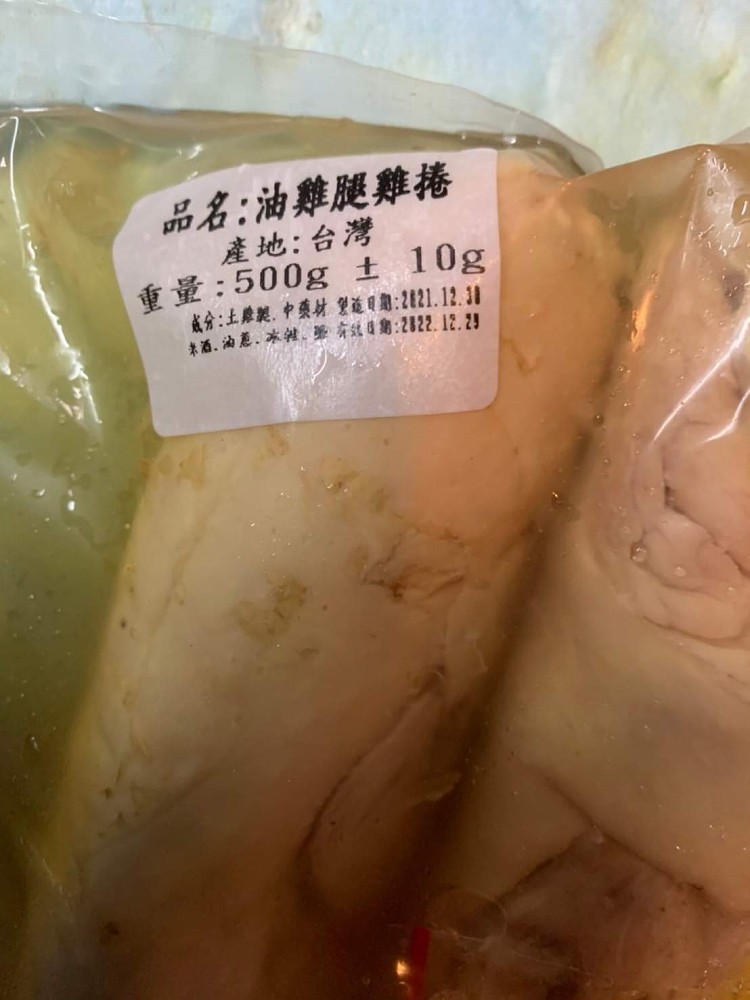 品名:油雞腿雞捲
產地:台灣
重量:500g ± 10g
成分:土雞腿.中藥材 製造日期:2021.12.30
米酒.油蔥.冰糖.鹽 有效日期:2022.12.29